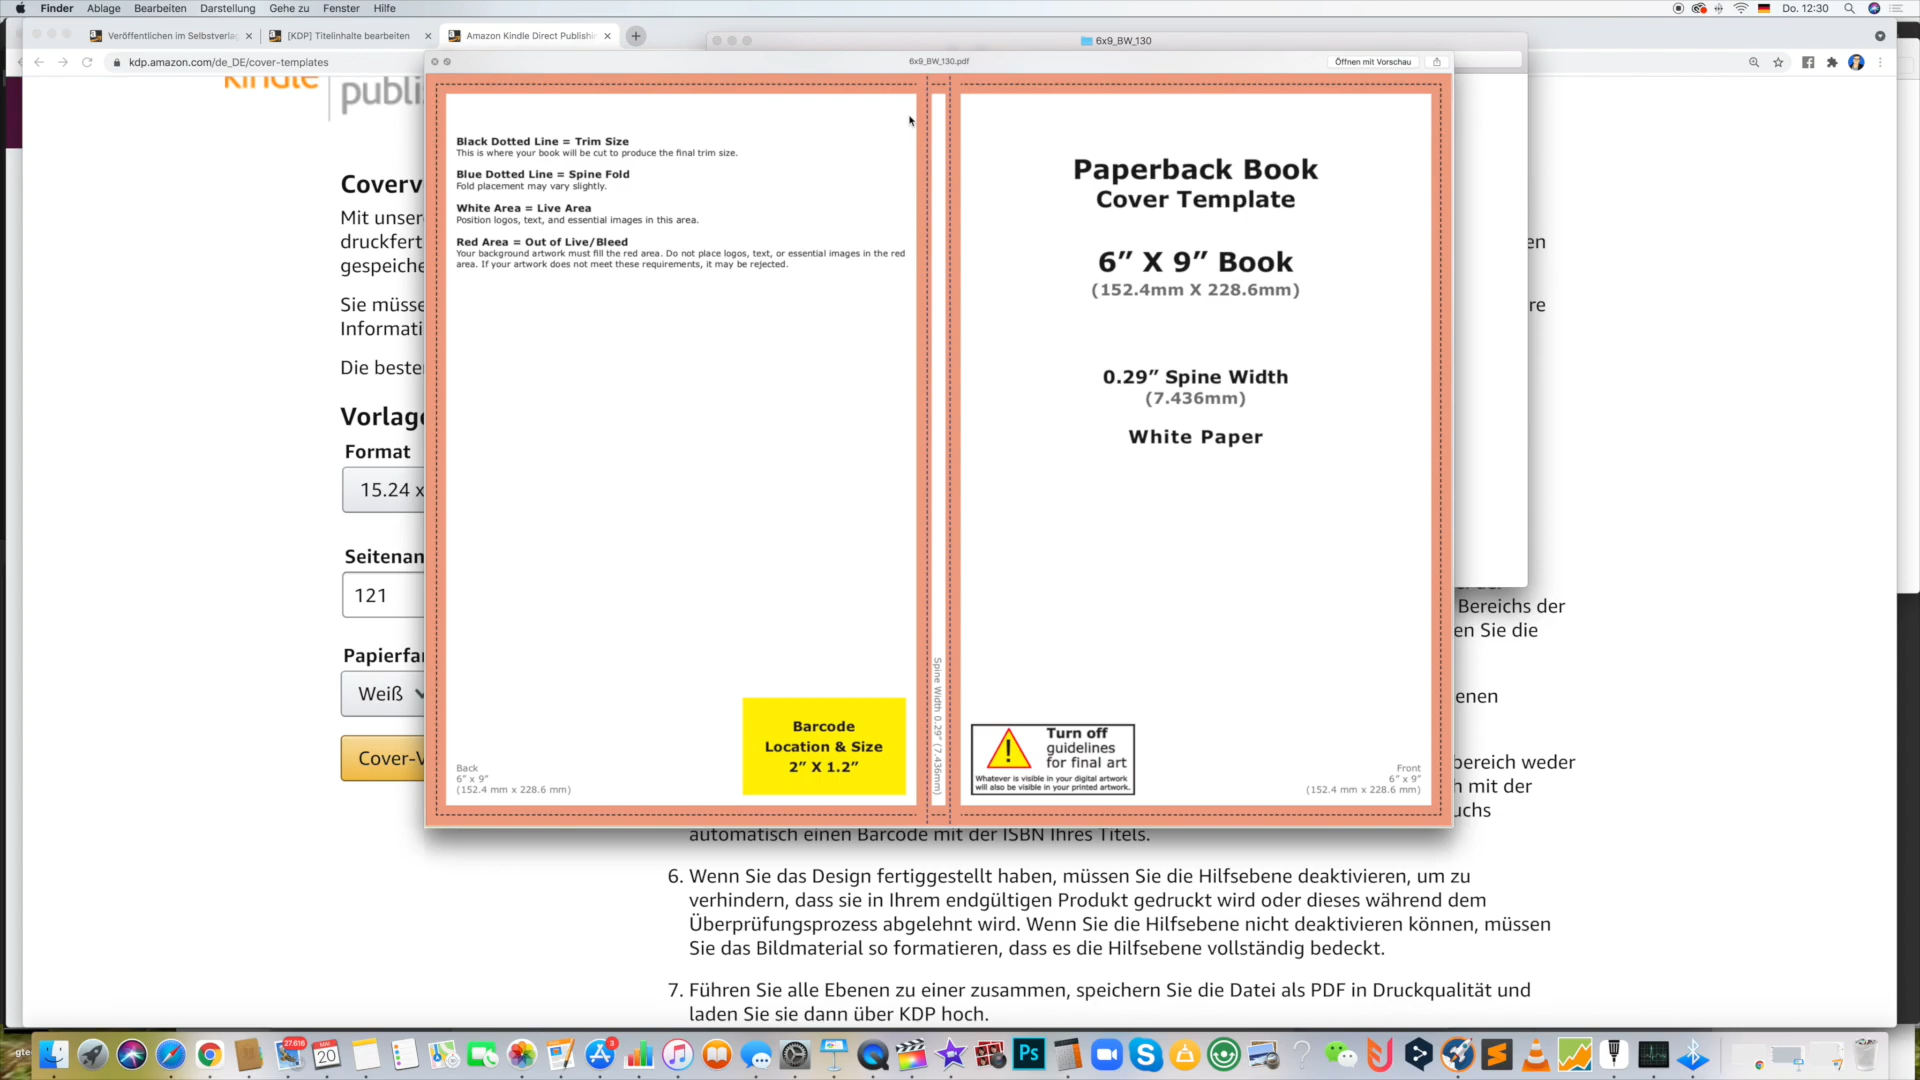 Finder Ablage Bearbeiten Darstellung Gehe zu Fenster Hilfe
Do. 12:30
Veröffentlichen im Selbstverla
[KDP] Titelinhalte bearbeiten
Amazon Kindle Direct Publishin
6x9_BW_130
kdp.amazon.com/de_DE/cover-templates
6x9_BW_130.pdf
Öffnen mit Vorschau
kindle
publi
Coverv
Mit unser
druckfert
en
gespeiche
Sie müsse
re
Informati
Die beste
Vorlage
Format
15.24 x
Seitenan
121
Papierfar
Weiß
Cover-V
Black Dotted Line = Trim Size
This is where your book will be cut to produce the final trim size.
Blue Dotted Line = Spine Fold
Fold placement may vary slightly.
White Area = Live Area
Position logos, text, and essential images in this area.
Red Area = Out of Live/Bleed
Your background artwork must fill the red area. Do not place logos, text, or essential images in the red
area. If your artwork does not meet these requirements, it may be rejected.
Barcode
Location & Size
2” X 1.2”
Back
6” x 9”
(152.4 mm x 228.6 mm)
Spine Width 0.29” (7.436mm)
Paperback Book
Cover Template
6” X 9” Book
(152.4mm X 228.6mm)
0.29” Spine Width
(7.436mm)
White Paper
Turn off
guidelines
for final art
Whatever is visible in your digital artwork
will also be visible in your printed artwork.
Front
6” x 9”
(152.4 mm x 228.6 mm)
Bereichs der
en Sie die
enen
bereich weder
h mit der
uchs
automatisch einen Barcode mit der ISBN Ihres Titels.
6. Wenn Sie das Design fertiggestellt haben, müssen Sie die Hilfsebene deaktivieren, um zu
verhindern, dass sie in Ihrem endgültigen Produkt gedruckt wird oder dieses während dem
Überprüfungsprozess abgelehnt wird. Wenn Sie die Hilfsebene nicht deaktivieren können, müssen
Sie das Bildmaterial so formatieren, dass es die Hilfsebene vollständig bedeckt.
7. Führen Sie alle Ebenen zu einer zusammen, speichern Sie die Datei als PDF in Druckqualität und
laden Sie sie dann über KDP hoch.
27.616
MAI
20
3
Ps